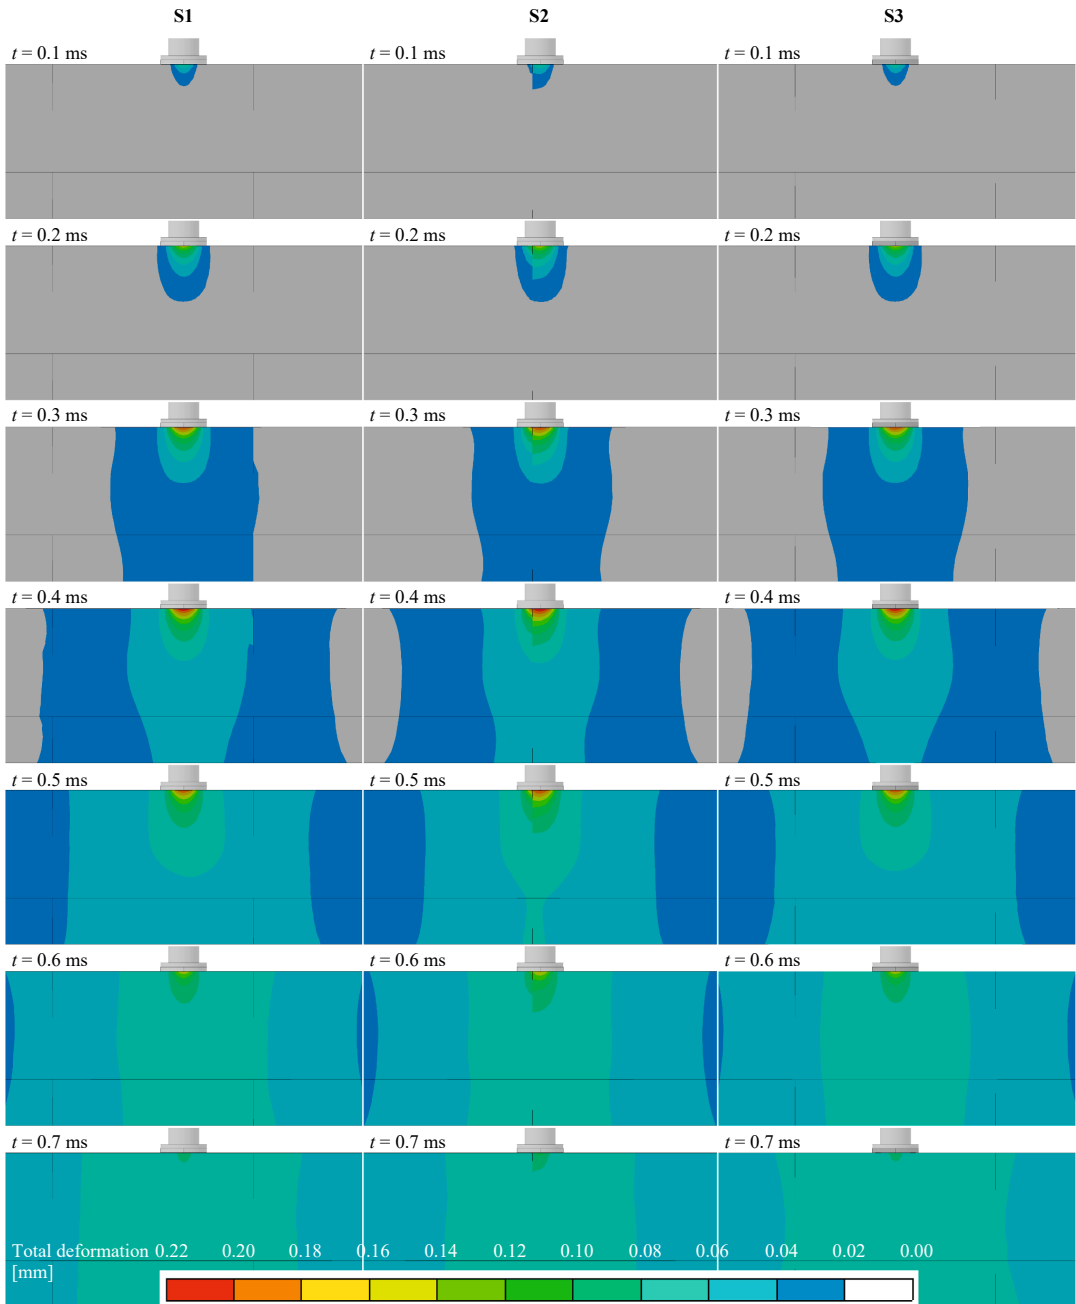 S1 S2 S3
t = 0.1 ms t = 0.1 ms t = 0.1 ms
t = 0.2 ms t = 0.2 ms t = 0.2 ms
t = 0.3 ms t = 0.3 ms t = 0.3 ms
t = 0.4 ms t = 0.4 ms t = 0.4 ms
t = 0.5 ms t = 0.5 ms t = 0.5 ms
t = 0.6 ms t = 0.6 ms t = 0.6 ms
t = 0.7 ms t = 0.7 ms t = 0.7 ms
Total deformation 0.22 0.20 0.18 0.16 0.14 0.12 0.10 0.08 0.06 0.04 0.02 0.00
[mm]